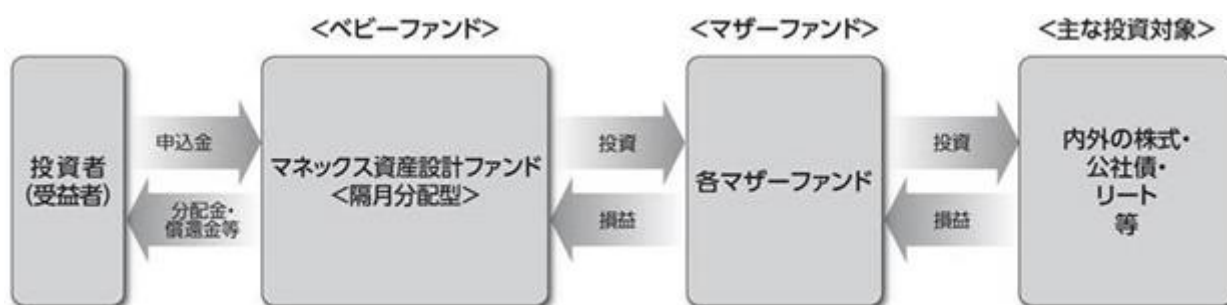 <ベビーファンド>
<マザーファンド>
<主な投資対象>
投資者
(受益者)
申込金
分配金・
償還金等
マネックス資産設計ファンド
<隔月分配型>
投資
損益
各マザーファンド
投資
損益
内外の株式・
公社債・
リート
等